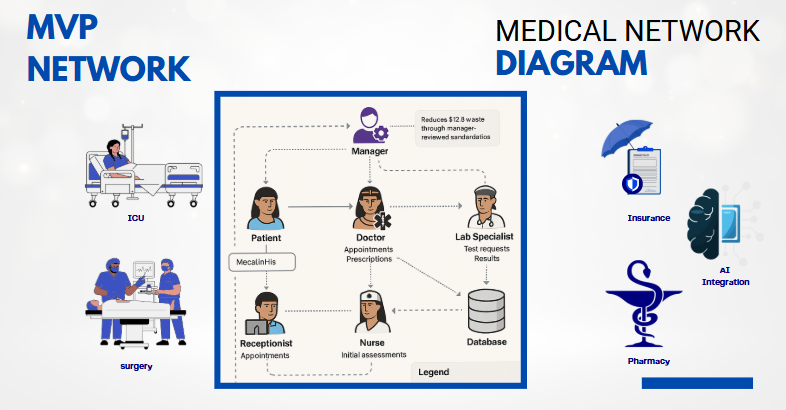 MVP
NETWORK
MEDICAL NETWORK
DIAGRAM
ICU
surgery
Reduces $12.8 waste
through manager-
reviewed sandardatios
Manager
Patient
Doctor
Appointments
Prescriptions
Lab Specialist
Test requests
Results
MecalinHis
Receptionist
Appointments
Nurse
Initial assessments
Database
Legend
Insurance
AI
Integration
Pharmacy